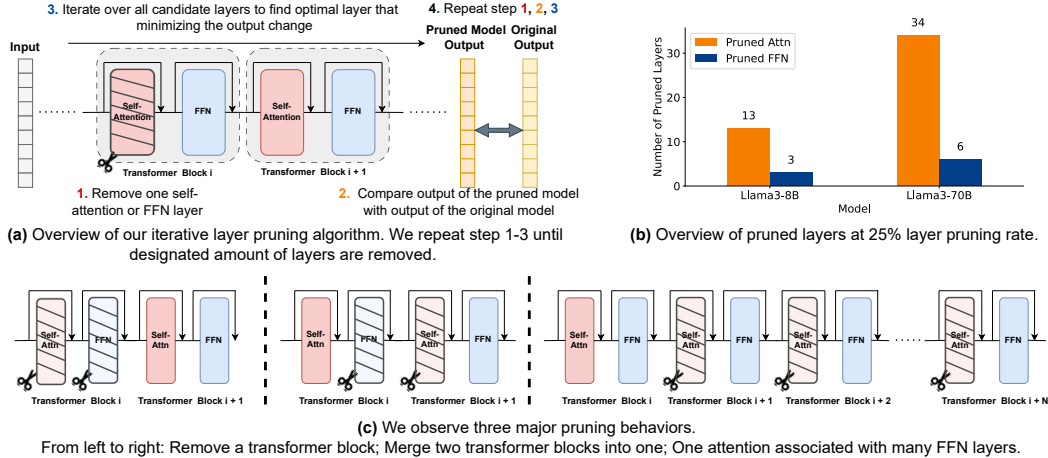 3. Iterate over all candidate layers to find optimal layer that
minimizing the output change
4. Repeat step 1, 2, 3
Input
Pruned Model
Output
Original
Output
Self-
Attention
FFN
Self-
Attention
FFN
Transformer Block i
Transformer Block i + 1
1. Remove one self-
attention or FFN layer
2. Compare output of the pruned model
with output of the original model
(a) Overview of our iterative layer pruning algorithm. We repeat step 1-3 until
designated amount of layers are removed.
Number of Pruned Layers
30
20
10
0
Pruned Attn
Pruned FFN
13
3
34
6
Llama3-8B
Llama3-70B
Model
(b) Overview of pruned layers at 25% layer pruning rate.
Self-
Attn
FFN
Self-
Attn
FFN
Transformer Block i
Transformer Block i + 1
Self-
Attn
FFN
Self-
Attn
FFN
Transformer Block i
Transformer Block i + 1
Self-
Attn
FFN
Self-
Attn
FFN
Self-
Attn
FFN
Self-
Attn
FFN
Transformer Block i
Transformer Block i + 1
Transformer Block i + 2
Transformer Block i + N
(c) We observe three major pruning behaviors.
From left to right: Remove a transformer block; Merge two transformer blocks into one; One attention associated with many FFN layers.